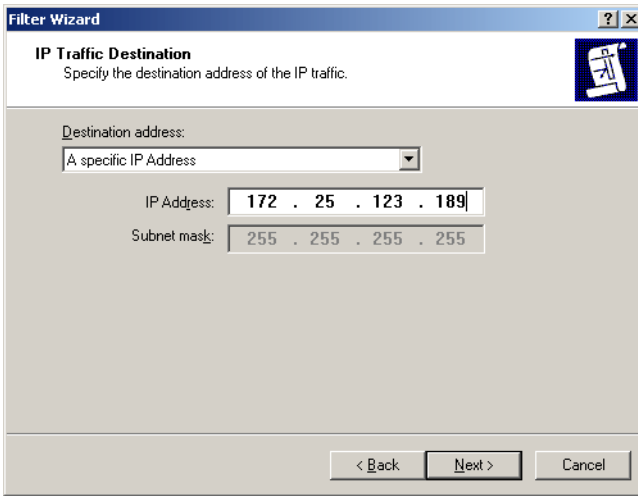 Filter Wizard
IP Traffic Destination
Specify the destination address of the IP traffic.
Destination address:
A specific IP Address
IP Address: 172 . 25 . 123 . 189
Subnet mask: 255 . 255 . 255 . 255
< Back Next > Cancel